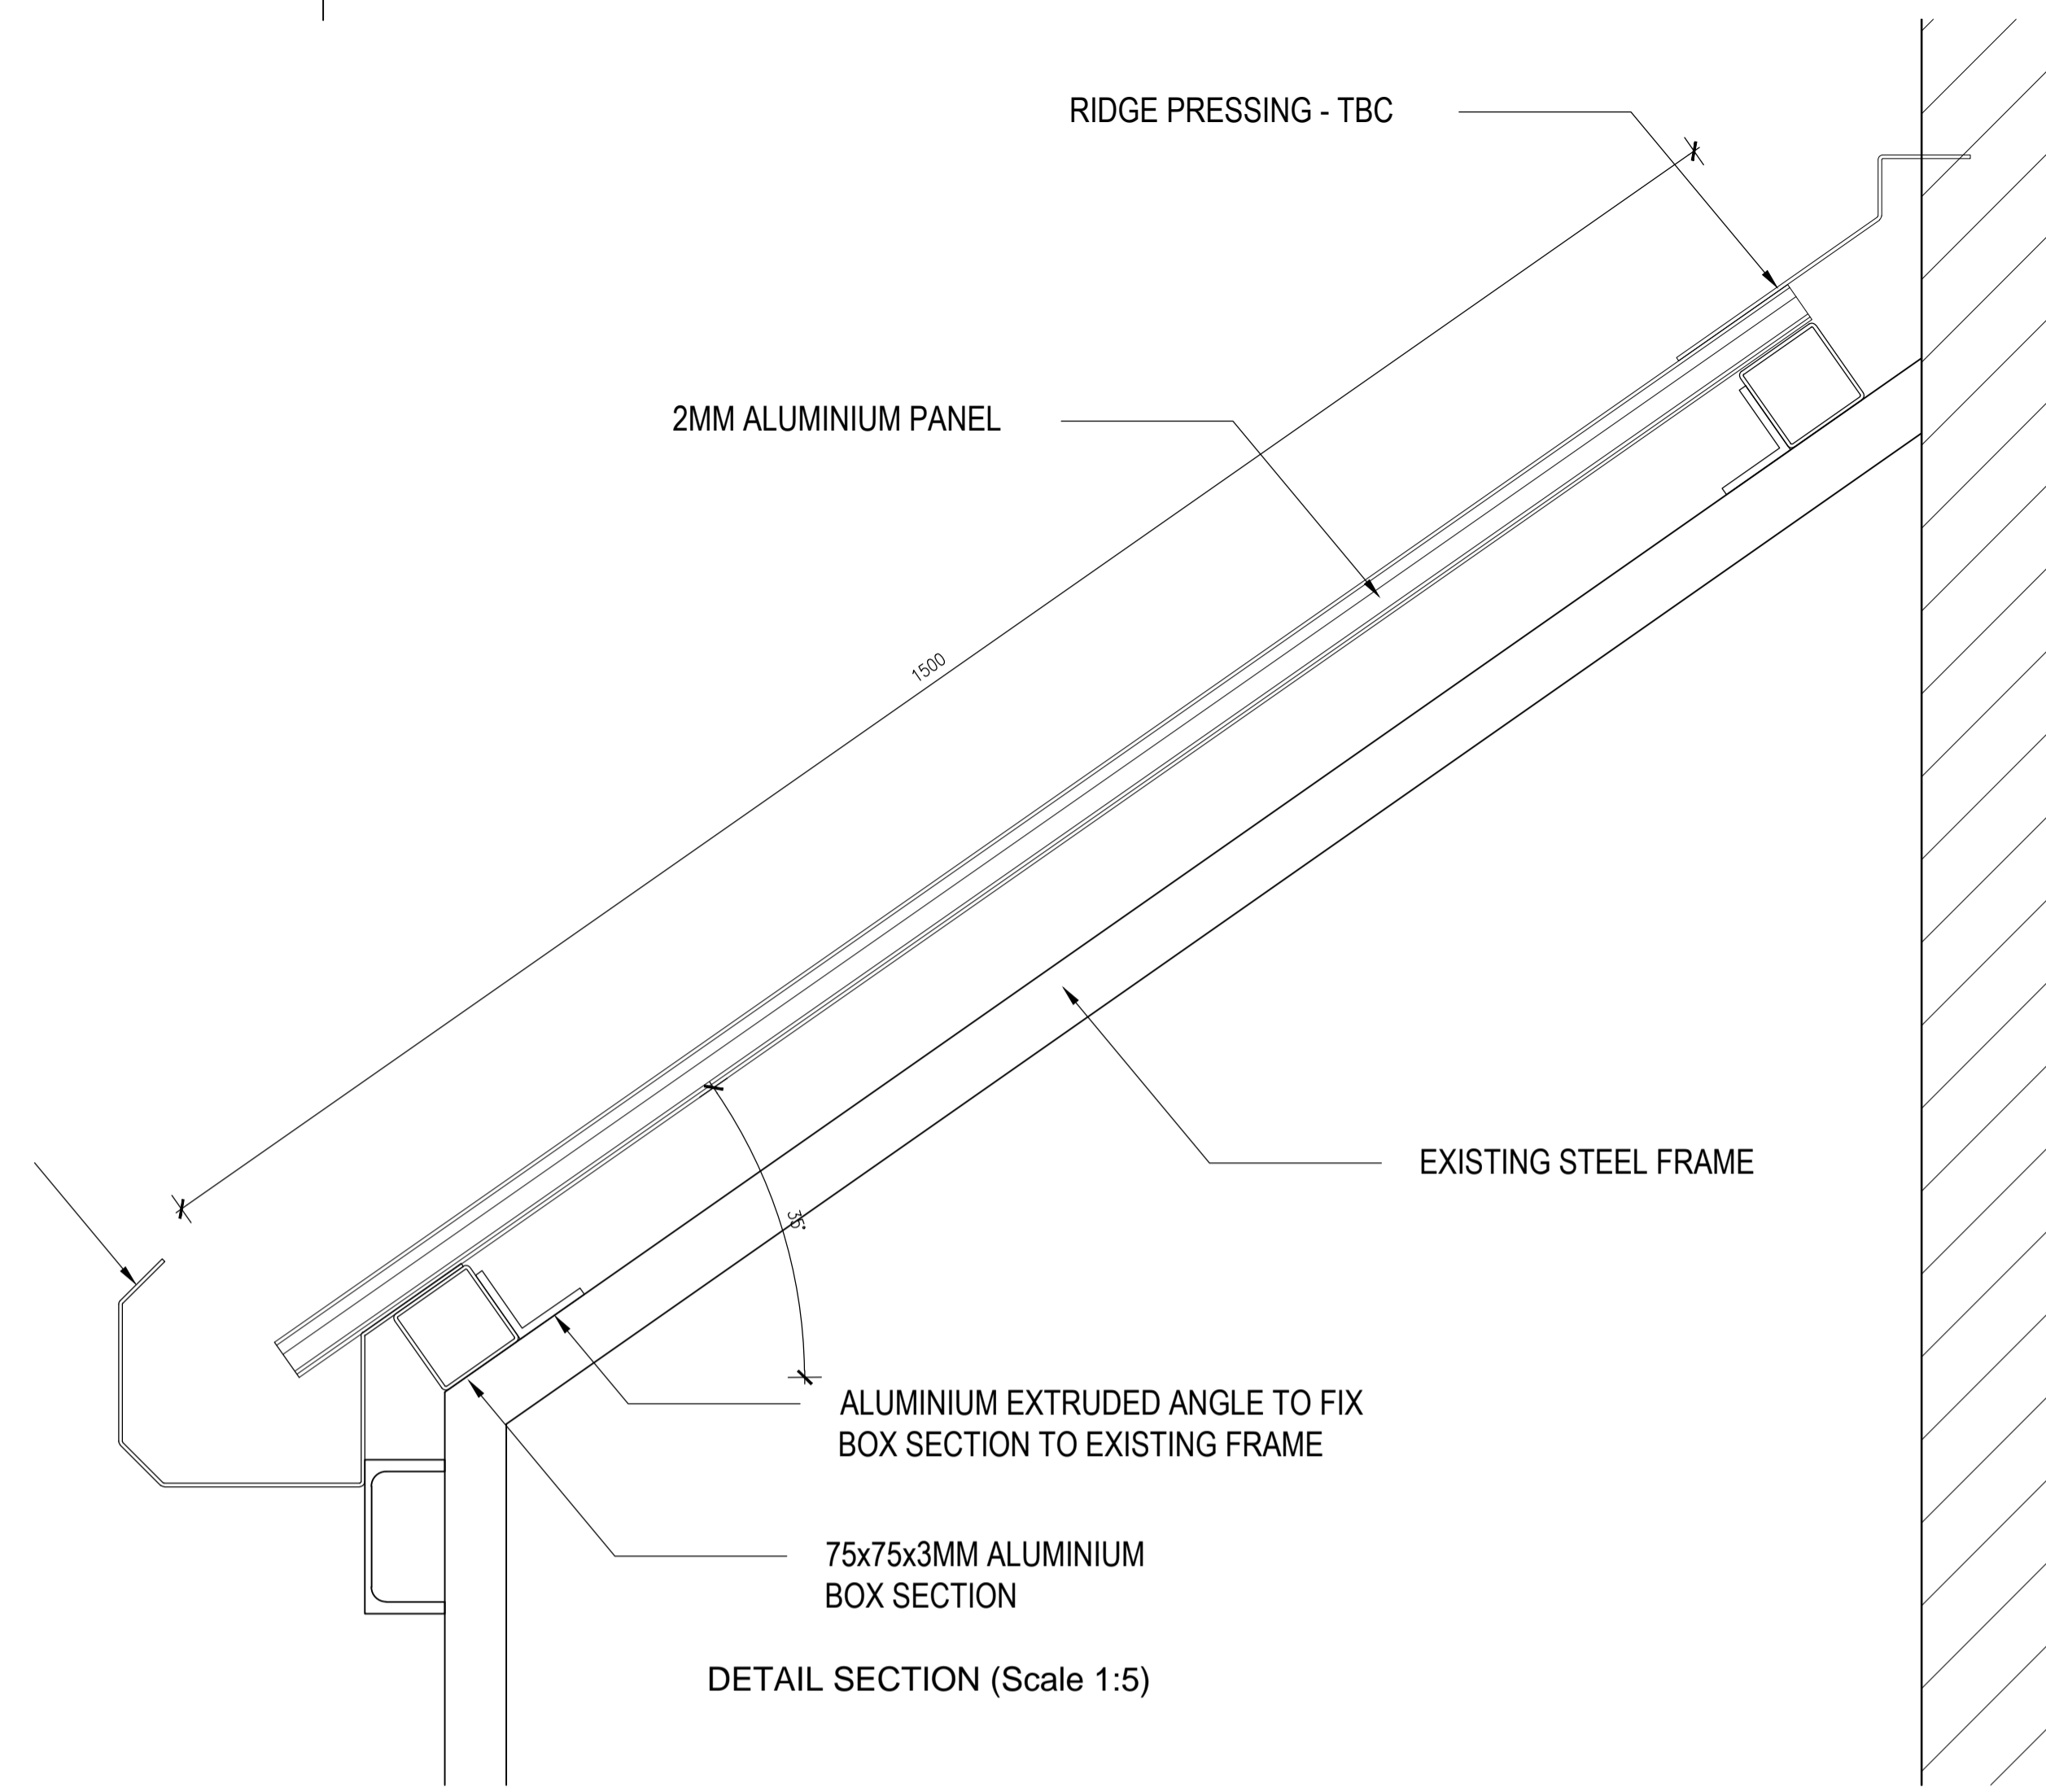 RIDGE PRESSING - TBC
2MM ALUMINIUM PANEL
1500
EXISTING STEEL FRAME
35°
ALUMINIUM EXTRUDED ANGLE TO FIX
BOX SECTION TO EXISTING FRAME
75x75x3MM ALUMINIUM
BOX SECTION
DETAIL SECTION (Scale 1:5)